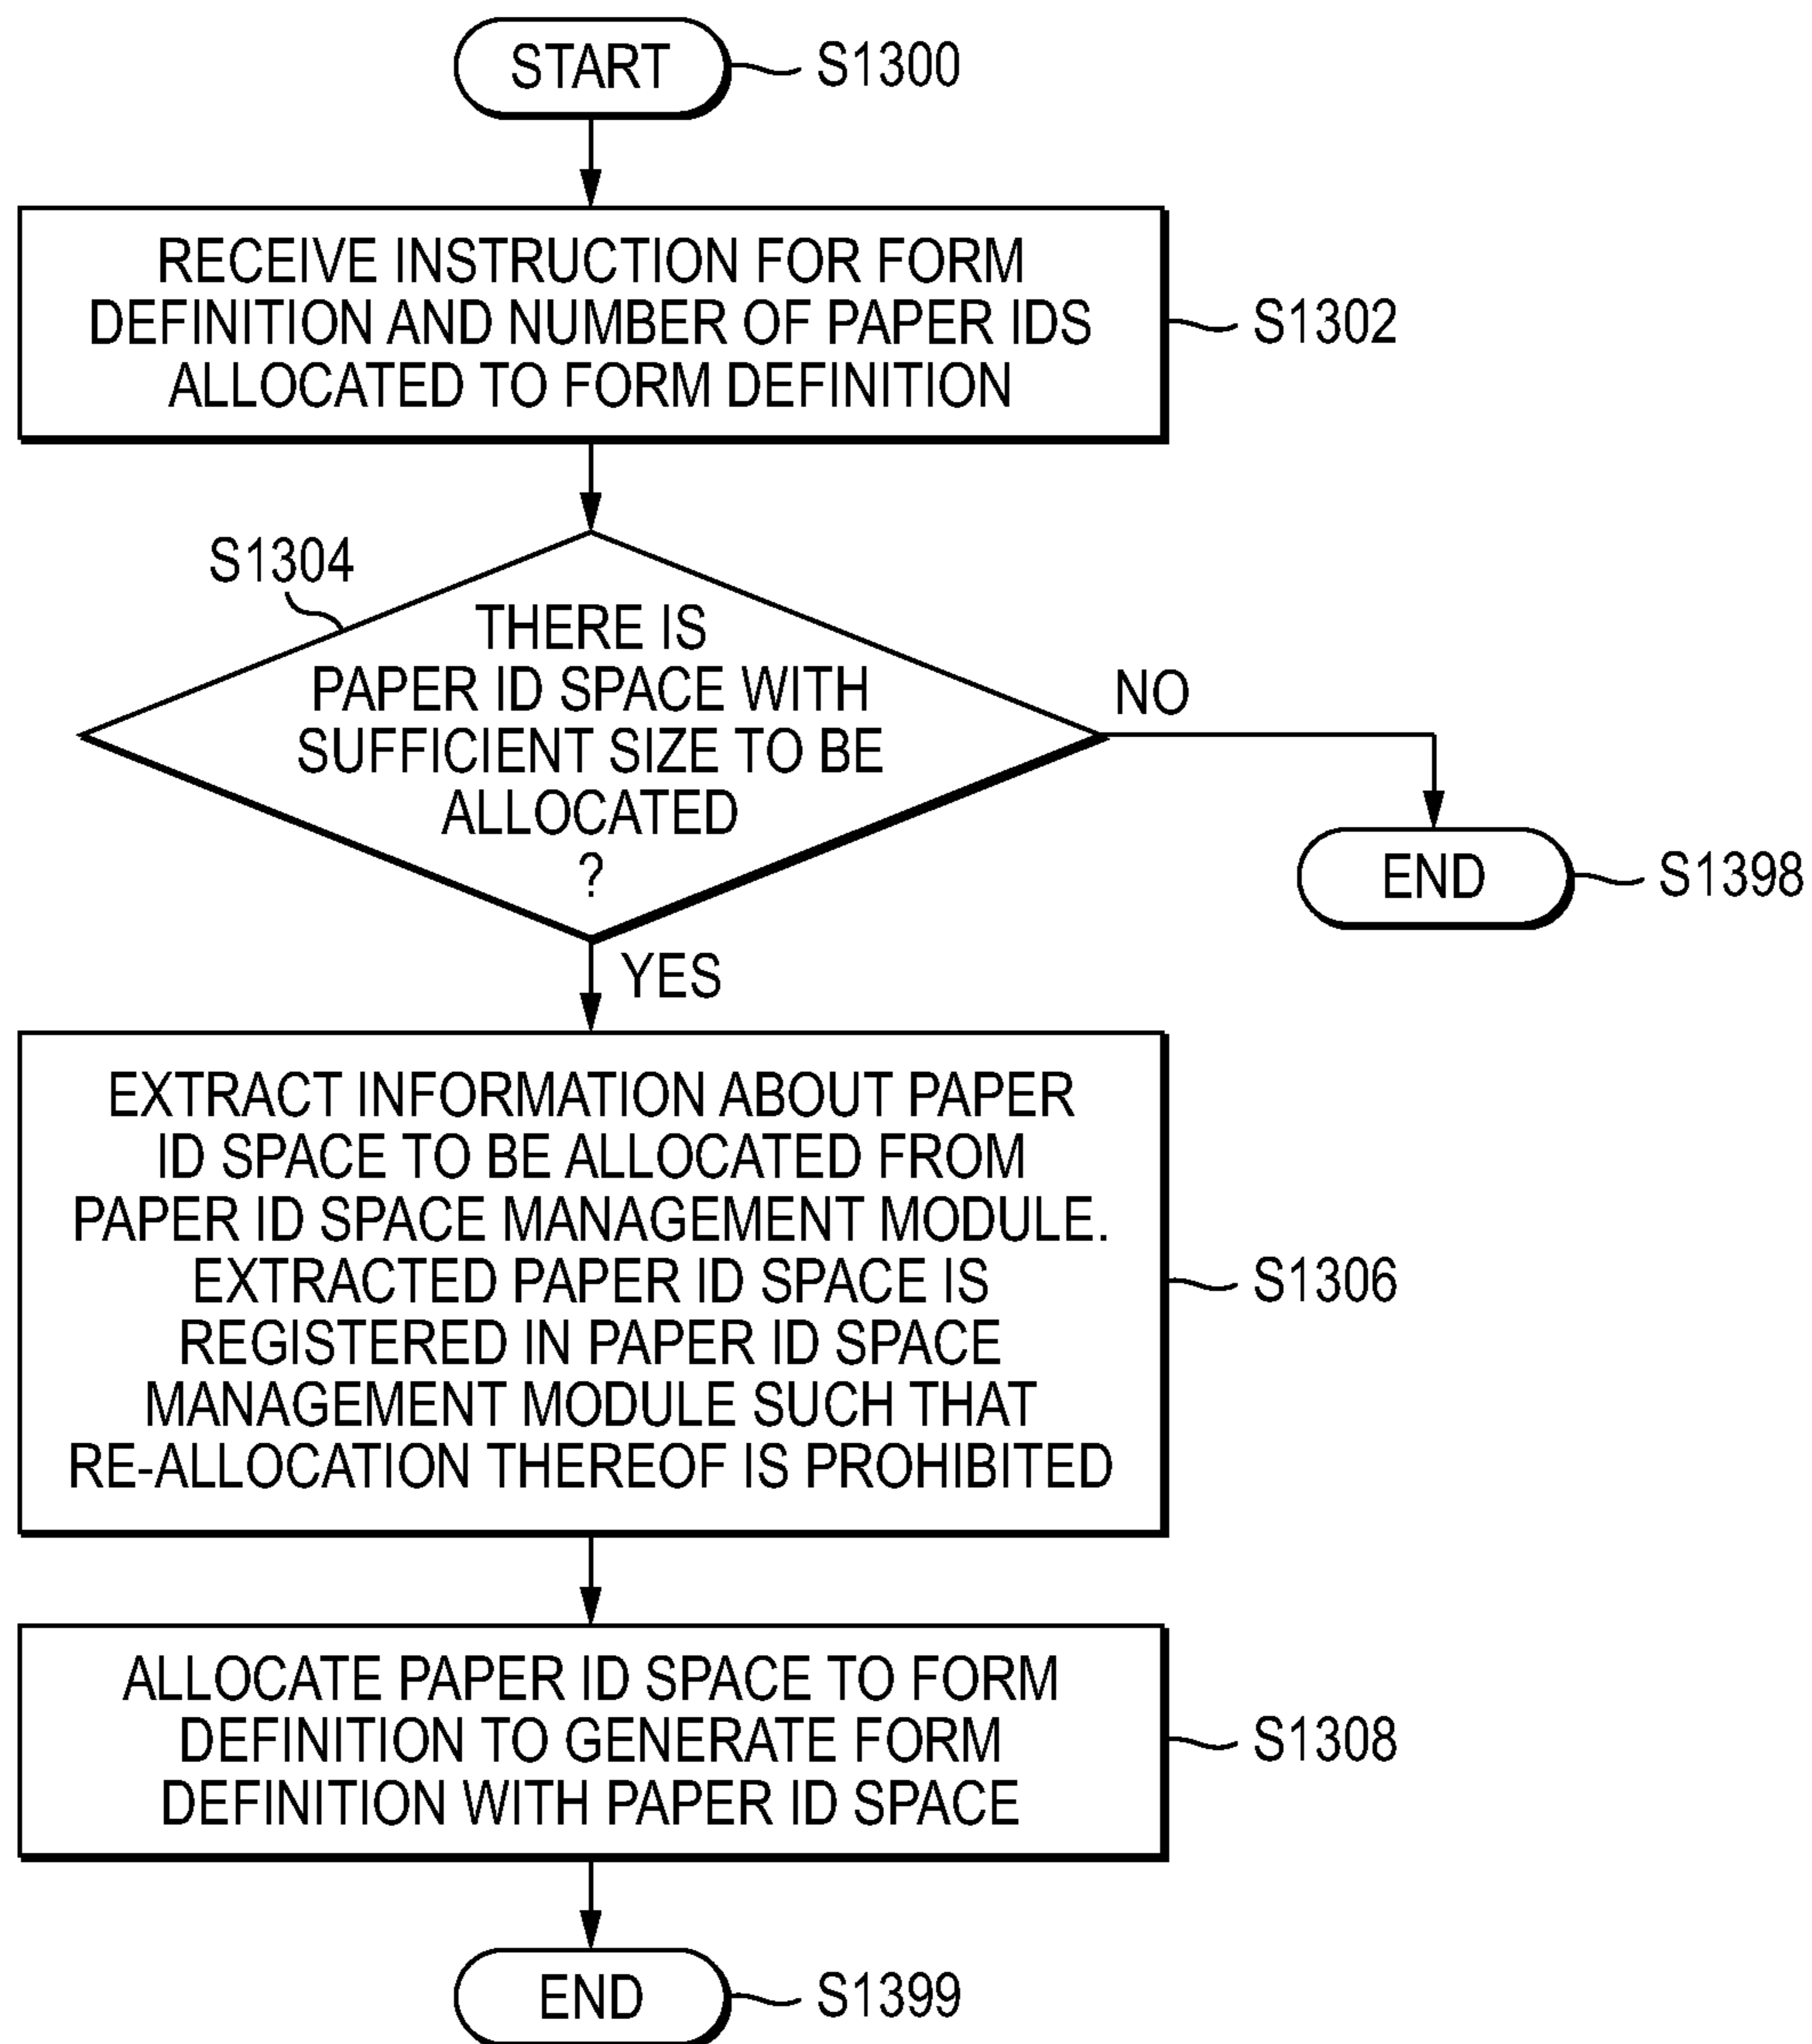 START
S1300
RECEIVE INSTRUCTION FOR FORM
DEFINITION AND NUMBER OF PAPER IDS
ALLOCATED TO FORM DEFINITION
S1302
S1304
THERE IS
PAPER ID SPACE WITH
SUFFICIENT SIZE TO BE
ALLOCATED
?
NO
END
S1398
YES
EXTRACT INFORMATION ABOUT PAPER
ID SPACE TO BE ALLOCATED FROM
PAPER ID SPACE MANAGEMENT MODULE.
EXTRACTED PAPER ID SPACE IS
REGISTERED IN PAPER ID SPACE
MANAGEMENT MODULE SUCH THAT
RE-ALLOCATION THEREOF IS PROHIBITED
S1306
ALLOCATE PAPER ID SPACE TO FORM
DEFINITION TO GENERATE FORM
DEFINITION WITH PAPER ID SPACE
S1308
END
S1399